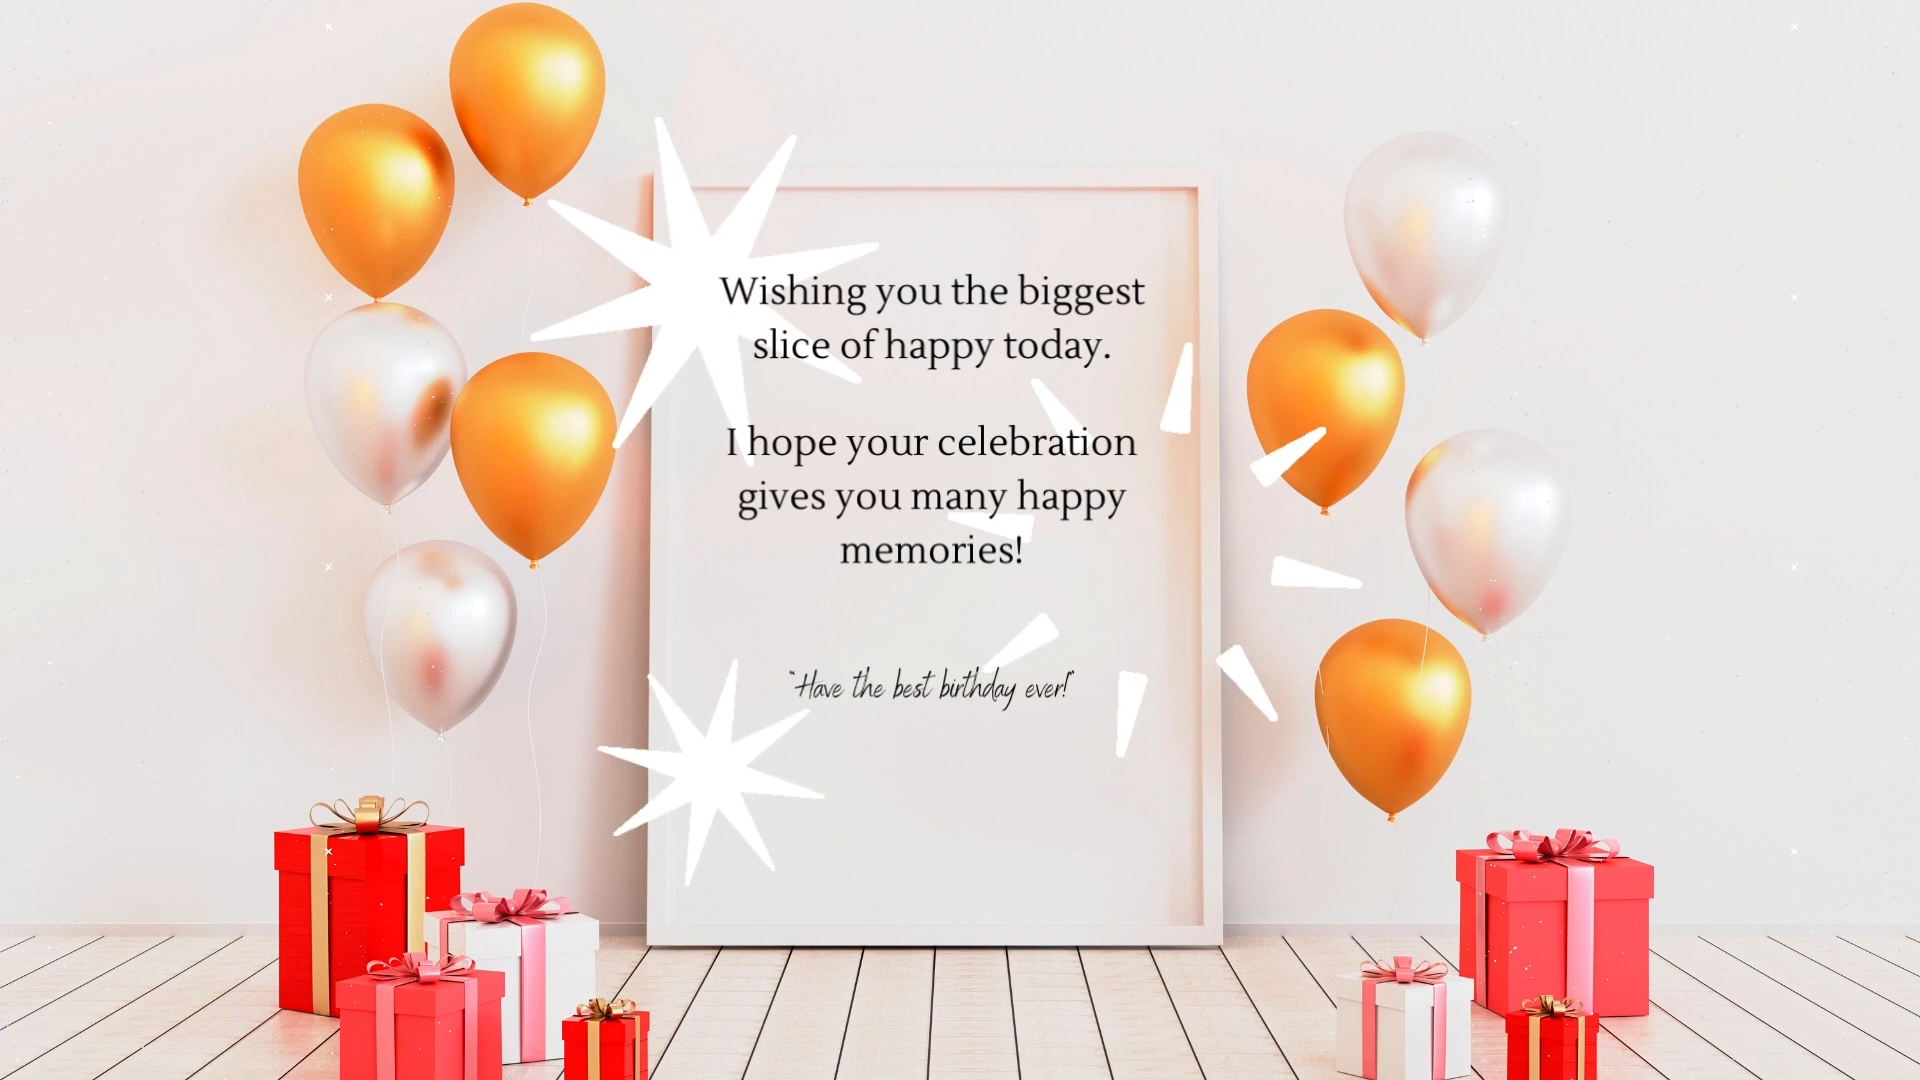 Wishing you the biggest
slice of happy today.
I hope your celebration
gives you many happy
memories!
"Have the best birthday ever!"